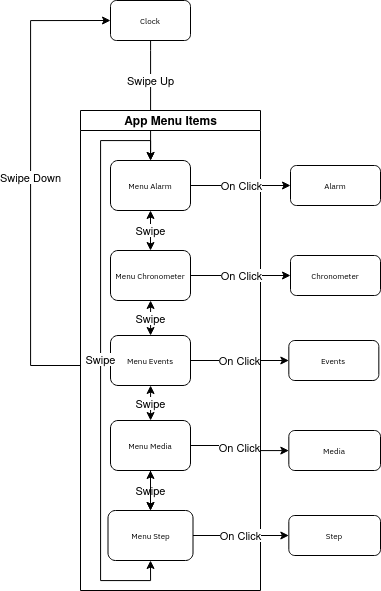 Clock
Swipe Up
App Menu Items
Swipe Down
Menu Alarm
On Click
Alarm
Swipe
Menu Chronometer
On Click
Chronometer
Swipe
Swipe
Menu Events
On Click
Events
Swipe
Menu Media
On Click
Media
Swipe
Menu Step
On Click
Step